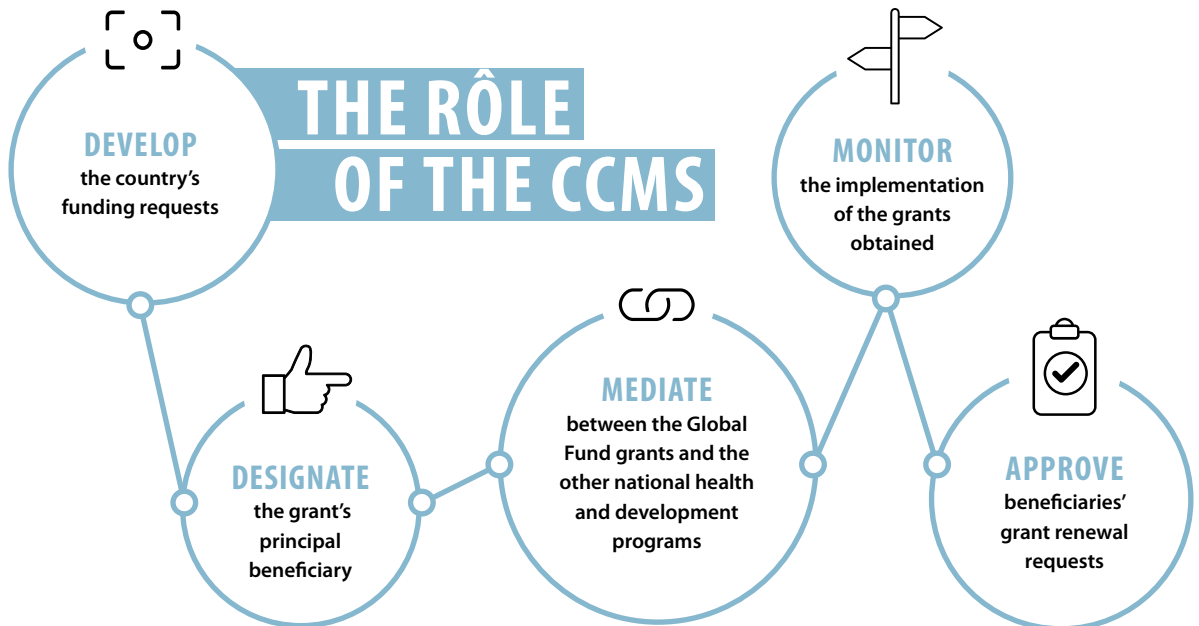 THE RÔLE
OF THE CCMS
DEVELOP
the country’s
funding requests
DESIGNATE
the grant’s
principal
beneficiary
MEDIATE
between the Global
Fund grants and the
other national health
and development
programs
MONITOR
the implementation
of the grants
obtained
APPROVE
beneficiaries’
grant renewal
requests